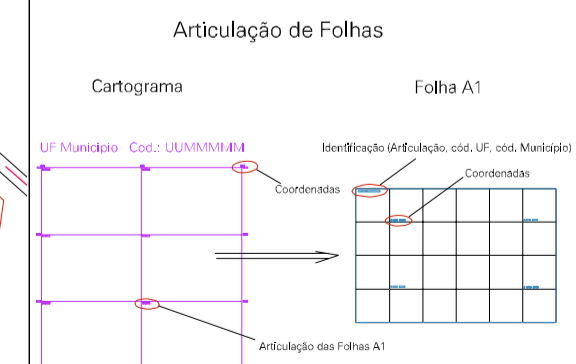 Articulação de Folhas
Cartograma
Folha A1
UF Municipio Cod.: UUMMMMM
Identificação (Articulação, cód. UF, cód. Município)
Coordenadas
Coordenadas
Articulação das Folhas A1